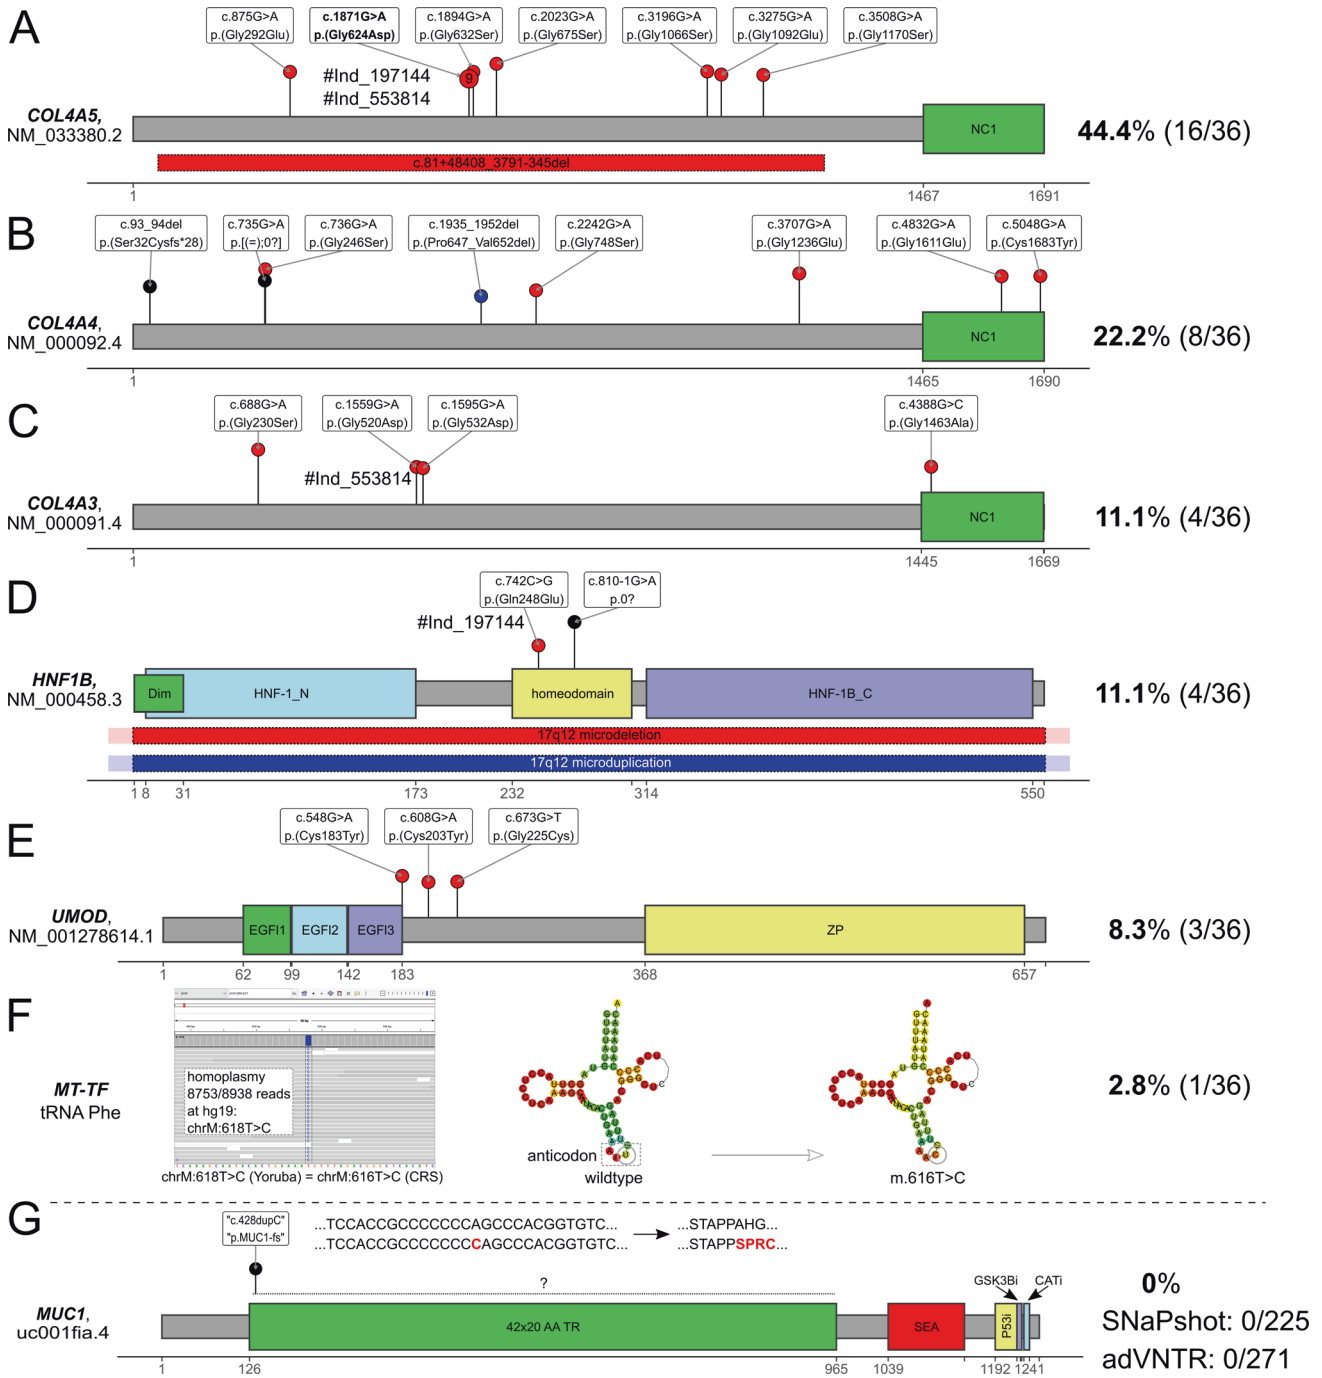 A
c.875G>A
p.(Gly292Glu)
c.1871G>A
p.(Gly624Asp)
c.1894G>A
p.(Gly632Ser)
c.2023G>A
p.(Gly675Ser)
c.3196G>A
p.(Gly1066Ser)
c.3275G>A
p.(Gly1092Glu)
c.3508G>A
p.(Gly1170Ser)
#Ind_197144
#Ind_553814
9
COL4A5,
NM_033380.2
NC1
44.4% (16/36)
c.81+48408_3791-345del
1 1467 1691
B
c.93_94del
p.(Ser32Cysfs*28)
c.735G>A
p.[(=);0?]
c.736G>A
p.(Gly246Ser)
c.1935_1952del
p.(Pro647_Val652del)
c.2242G>A
p.(Gly748Ser)
c.3707G>A
p.(Gly1236Glu)
c.4832G>A
p.(Gly1611Glu)
c.5048G>A
p.(Cys1683Tyr)
COL4A4,
NM_000092.4
NC1
22.2% (8/36)
1 1465 1690
C
c.688G>A
p.(Gly230Ser)
c.1559G>A
p.(Gly520Asp)
c.1595G>A
p.(Gly532Asp)
c.4388G>C
p.(Gly1463Ala)
#Ind_553814
COL4A3,
NM_000091.4
NC1
11.1% (4/36)
1 1445 1669
D
c.742C>G
p.(Gln248Glu)
c.810-1G>A
p.0?
#Ind_197144
HNF1B,
NM_000458.3
Dim
HNF-1_N
homeodomain
HNF-1B_C
11.1% (4/36)
17q12 microdeletion
17q12 microduplication
1 8 31 173 232 314 550
E
c.548G>A
p.(Cys183Tyr)
c.608G>A
p.(Cys203Tyr)
c.673G>T
p.(Gly225Cys)
UMOD,
NM_001278614.1
EGFl1
EGFl2
EGFl3
ZP
8.3% (3/36)
1 62 99 142 183 368 657
F
MT-TF
tRNA Phe
homoplasmy
8753/8938 reads
at hg19:
chrM:618T>C
chrM:618T>C (Yoruba) = chrM:616T>C (CRS)
anticodon
wildtype
m.616T>C
2.8% (1/36)
G
"c.428dupC"
"p.MUC1-fs"
...TCCACCGCCCCCCCAGCCCACGGTGTC...
...STAPPAHG...
...TCCACCGCCCCCCCCAGCCCACGGTGTC...
...STAPPSPRC...
?
MUC1,
uc001fia.4
42x20 AA TR
SEA
P53i
GSK3Bi
CATi
0%
SNaPshot: 0/225
adVNTR: 0/271
1 126 965 1039 1192 1241